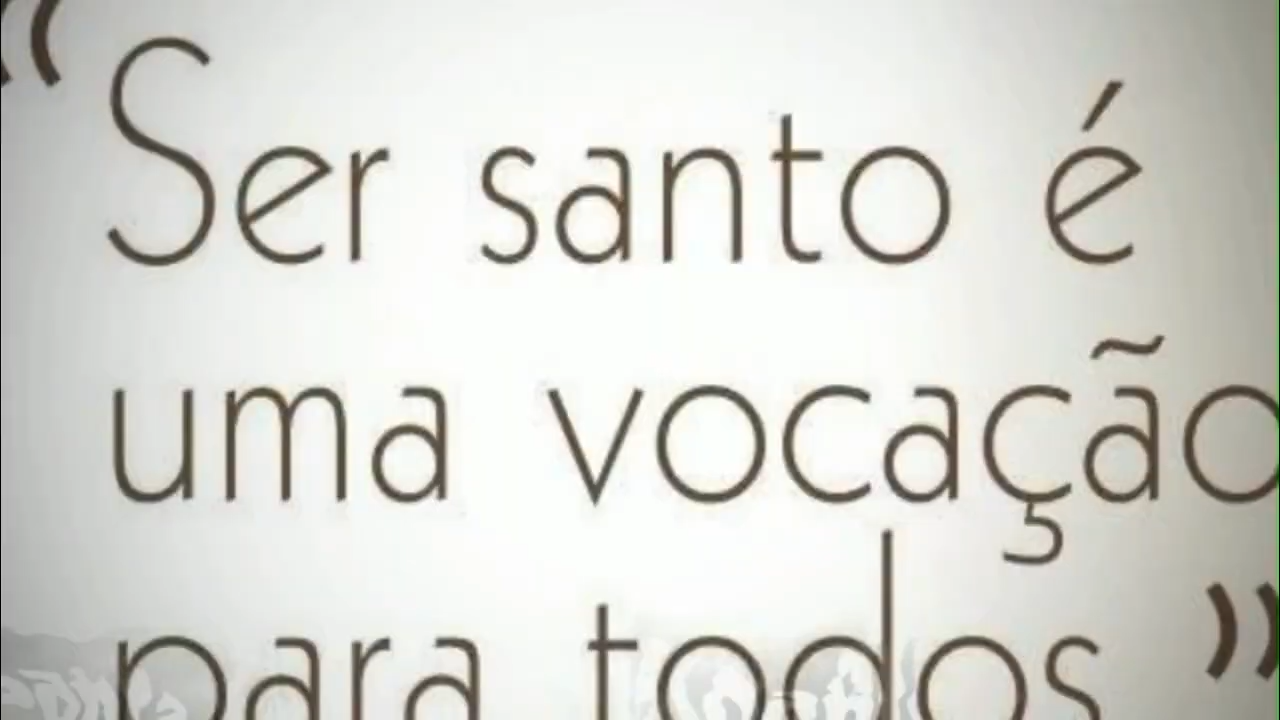 “Ser santo é
uma vocação
para todos”